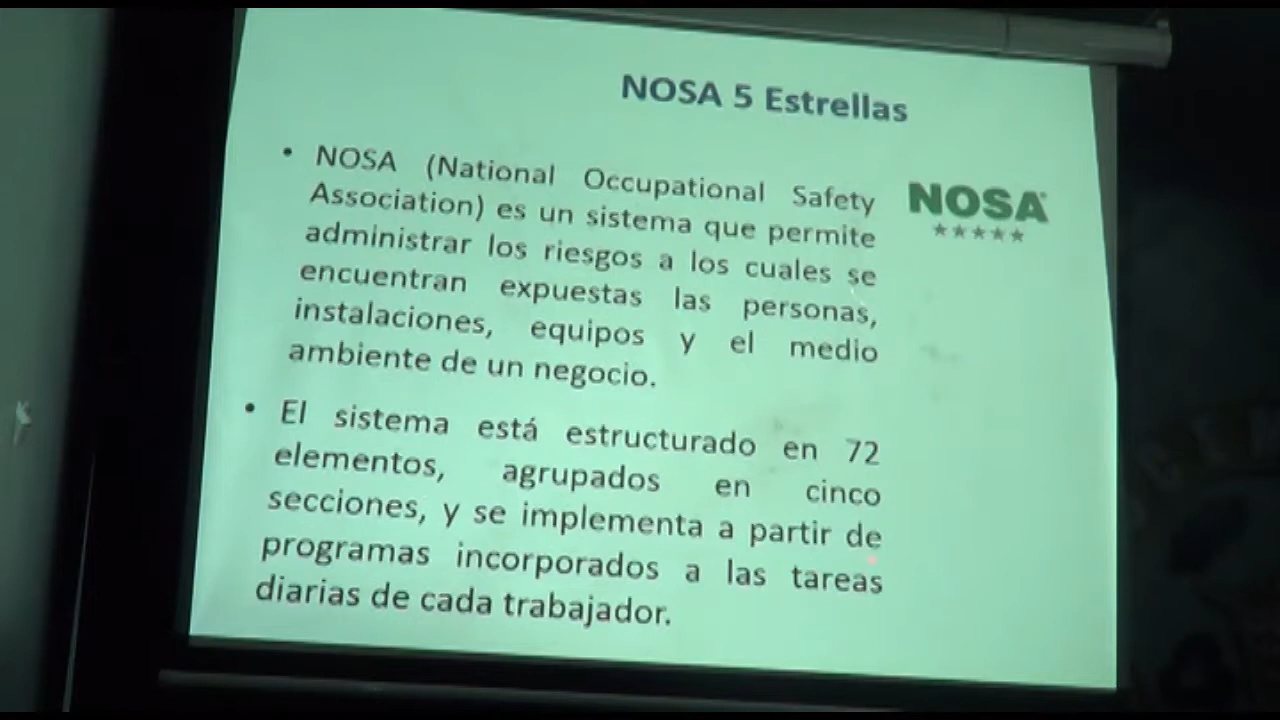 NOSA 5 Estrellas
• NOSA (National Occupational Safety
Association) es un sistema que permite
administrar los riesgos a los cuales se
encuentran expuestas las personas,
instalaciones, equipos y el medio
ambiente de un negocio.
NOSA®
★★★★★
• El sistema está estructurado en 72
elementos, agrupados en cinco
secciones, y se implementa a partir de
programas incorporados a las tareas
diarias de cada trabajador.